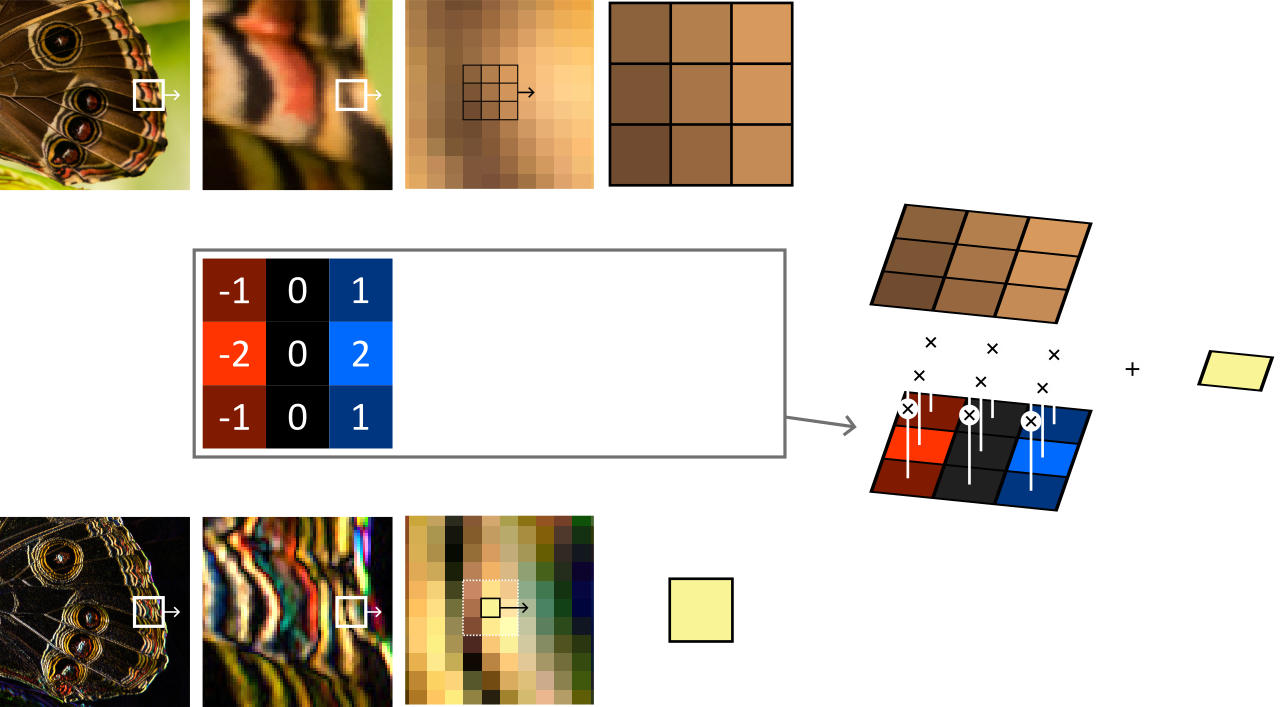 -1 0 1
-2 0 2
-1 0 1
× × ×
× × × +
× × ×